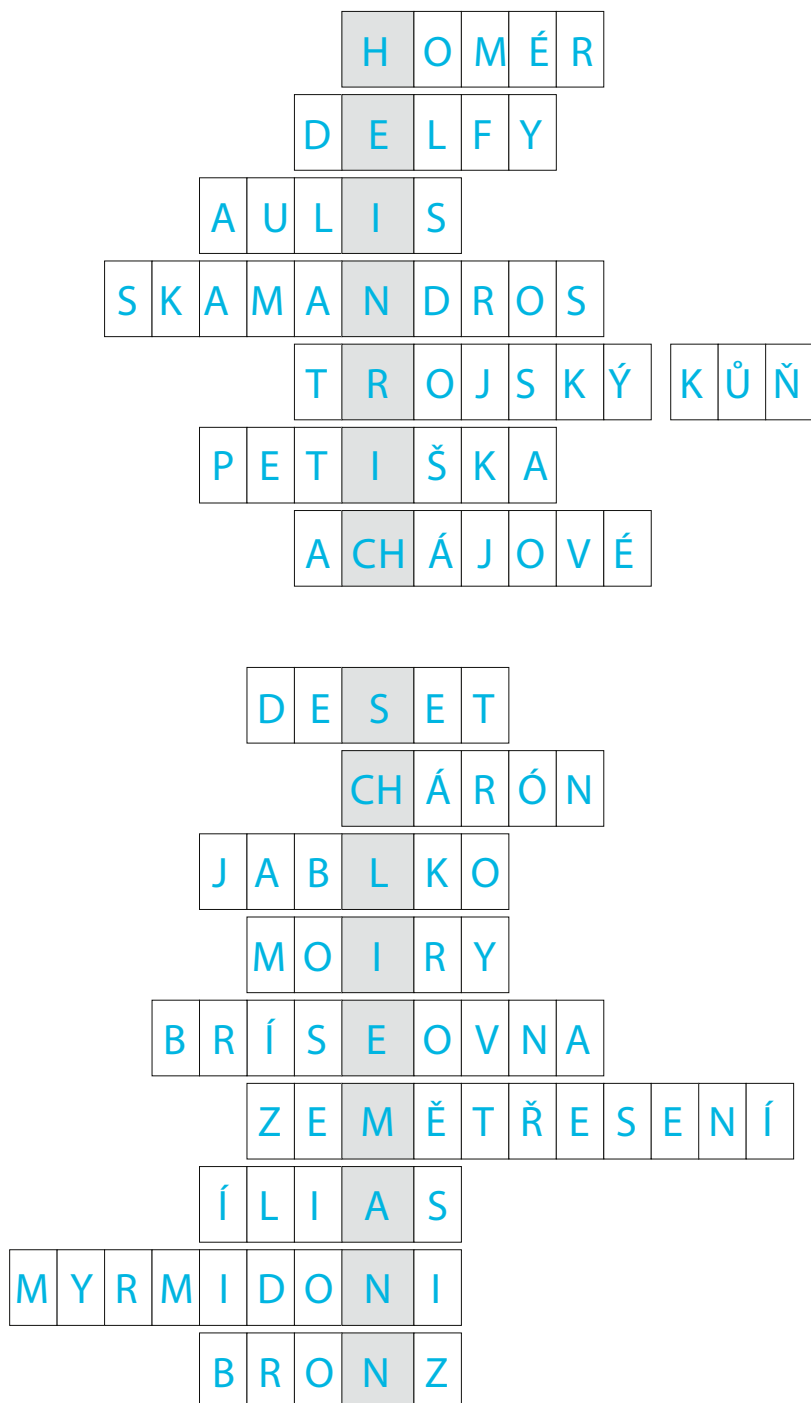 HOMÉR
DELFY
AULIS
SKAMANDROS
TROJSKÝ KŮŇ
PETIŠKA
ACHÁJOVÉ
DESET
CHÁRÓN
JABLKO
MOIRY
BRÍSEOVNA
ZEMĚTŘESENÍ
ÍLIAS
MYRMIDONI
BRONZ